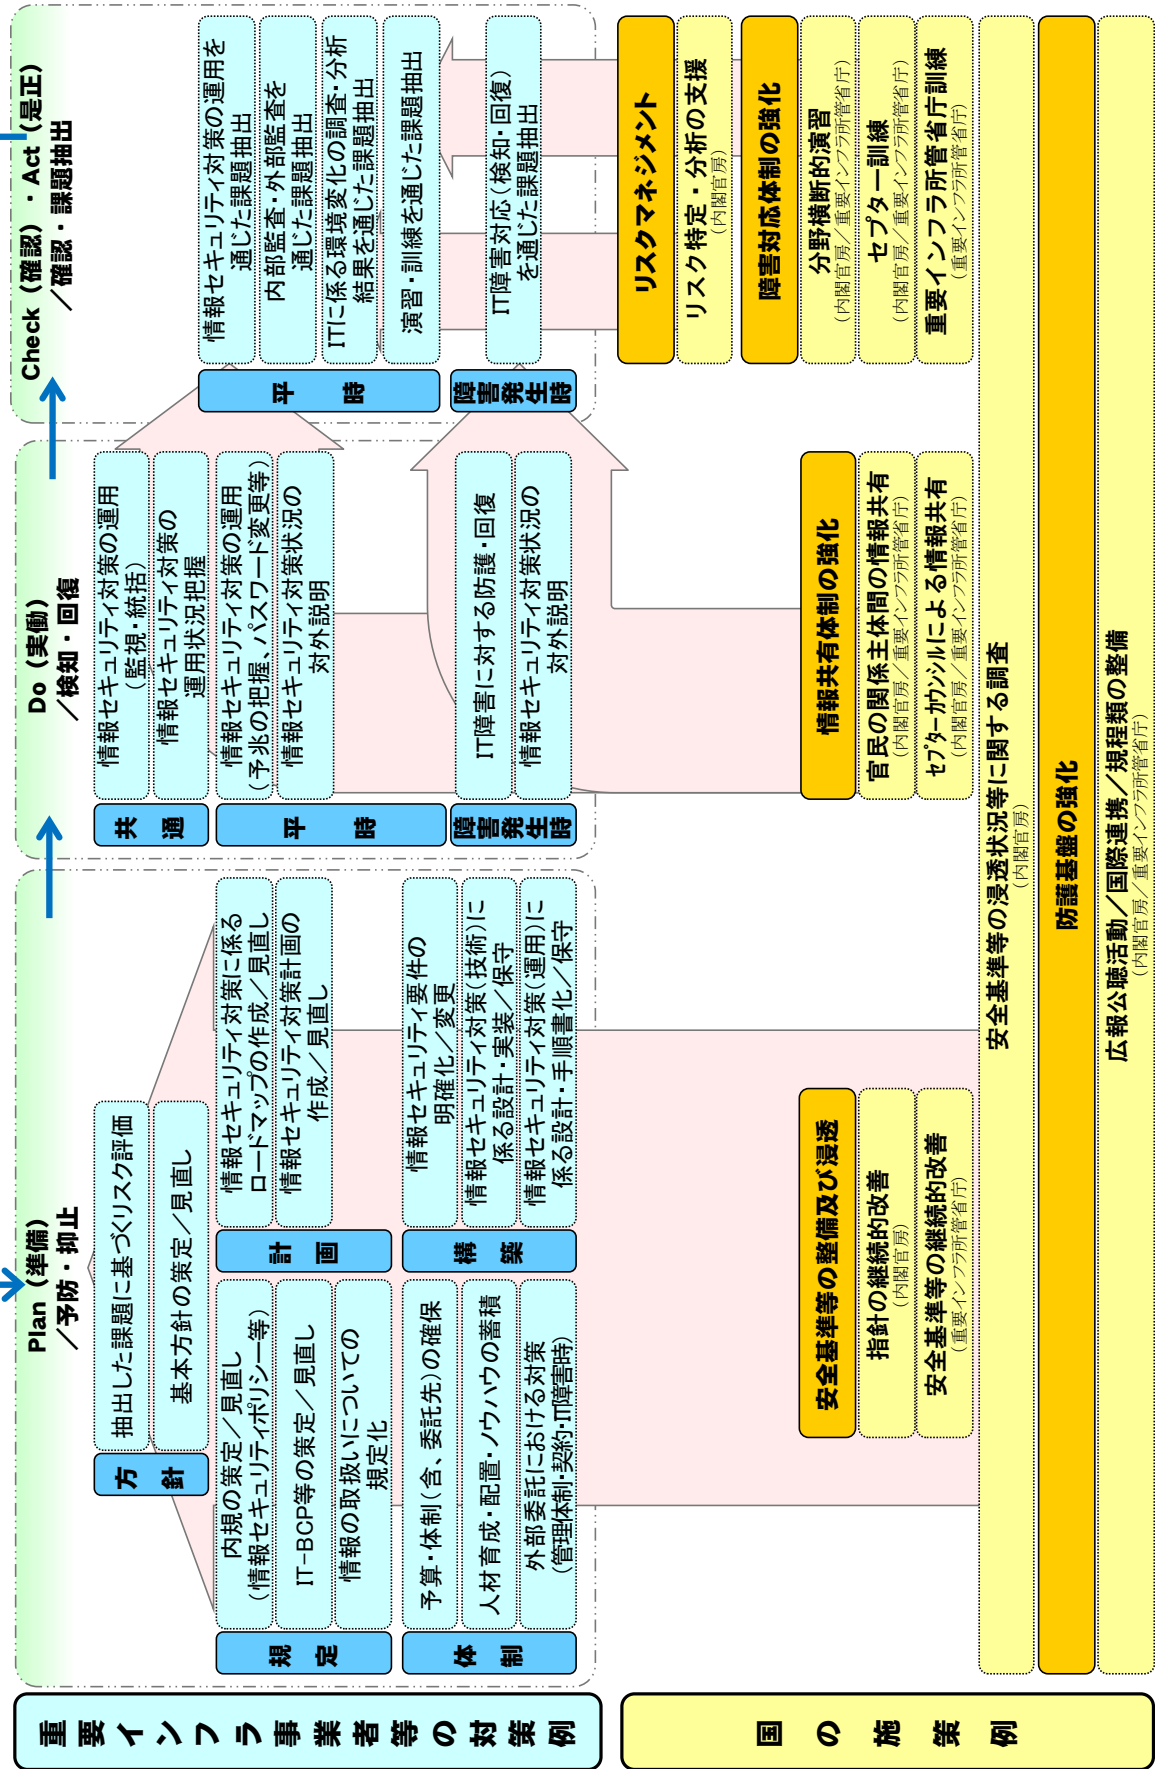 重要インフラ事業者等の対策例
Plan（準備）
／予防・抑止
方針
抽出した課題に基づくリスク評価
基本方針の策定／見直し
規定
内規の策定／見直し
（情報セキュリティポリシー等）
IT-BCP等の策定／見直し
情報の取扱いについての
規定化
計画
情報セキュリティ対策に係る
ロードマップの作成／見直し
情報セキュリティ対策計画の
作成／見直し
体制
予算・体制（含、委託先）の確保
人材育成・配置・ノウハウの蓄積
外部委託における対策
（管理体制・契約・IT障害時）
構築
情報セキュリティ要件の
明確化／変更
情報セキュリティ対策（技術）に
係る設計・実装／保守
情報セキュリティ対策（運用）に
係る設計・手順書化／保守
Do（実働）
／検知・回復
共通
情報セキュリティ対策の運用
（監視・統括）
情報セキュリティ対策の
運用状況把握
平時
情報セキュリティ対策の運用
（予兆の把握、パスワード変更等）
情報セキュリティ対策状況の
対外説明
障害発生時
IT障害に対する防護・回復
情報セキュリティ対策状況の
対外説明
Check（確認）・Act（是正）
／確認・課題抽出
平時
情報セキュリティ対策の運用を
通じた課題抽出
内部監査・外部監査を
通じた課題抽出
ITに係る環境変化の調査・分析
結果を通じた課題抽出
演習・訓練を通じた課題抽出
障害発生時
IT障害対応（検知・回復）
を通じた課題抽出
国の施策例
安全基準等の整備及び浸透
指針の継続的改善
（内閣官房）
安全基準等の継続的改善
（重要インフラ所管省庁）
情報共有体制の強化
官民の関係主体間の情報共有
（内閣官房／重要インフラ所管省庁）
セプターカウンシルによる情報共有
（内閣官房／重要インフラ所管省庁）
リスクマネジメント
リスク特定・分析の支援
（内閣官房）
障害対応体制の強化
分野横断的演習
（内閣官房／重要インフラ所管省庁）
セプター訓練
（内閣官房／重要インフラ所管省庁）
重要インフラ所管省庁訓練
（重要インフラ所管省庁）
安全基準等の浸透状況等に関する調査
（内閣官房）
防護基盤の強化
広報公聴活動／国際連携／規程類の整備
（内閣官房／重要インフラ所管省庁）